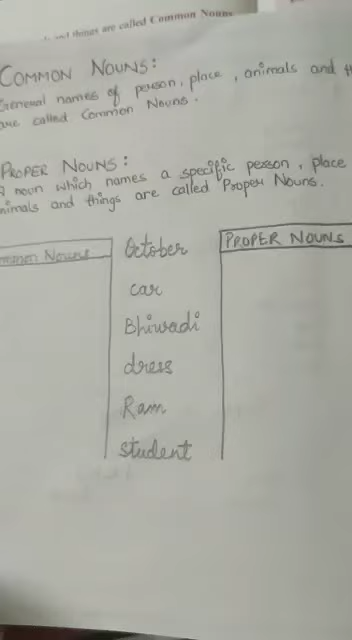 and things are called Common Nouns.
COMMON NOUNS:
General names of person, place, animals and
are called Common Nouns.
PROPER NOUNS:
A noun which names a specific person, place
animals and things are called Proper Nouns.
Common Nouns
October
PROPER NOUNS
car
Bhiwadi
dress
Ram
student